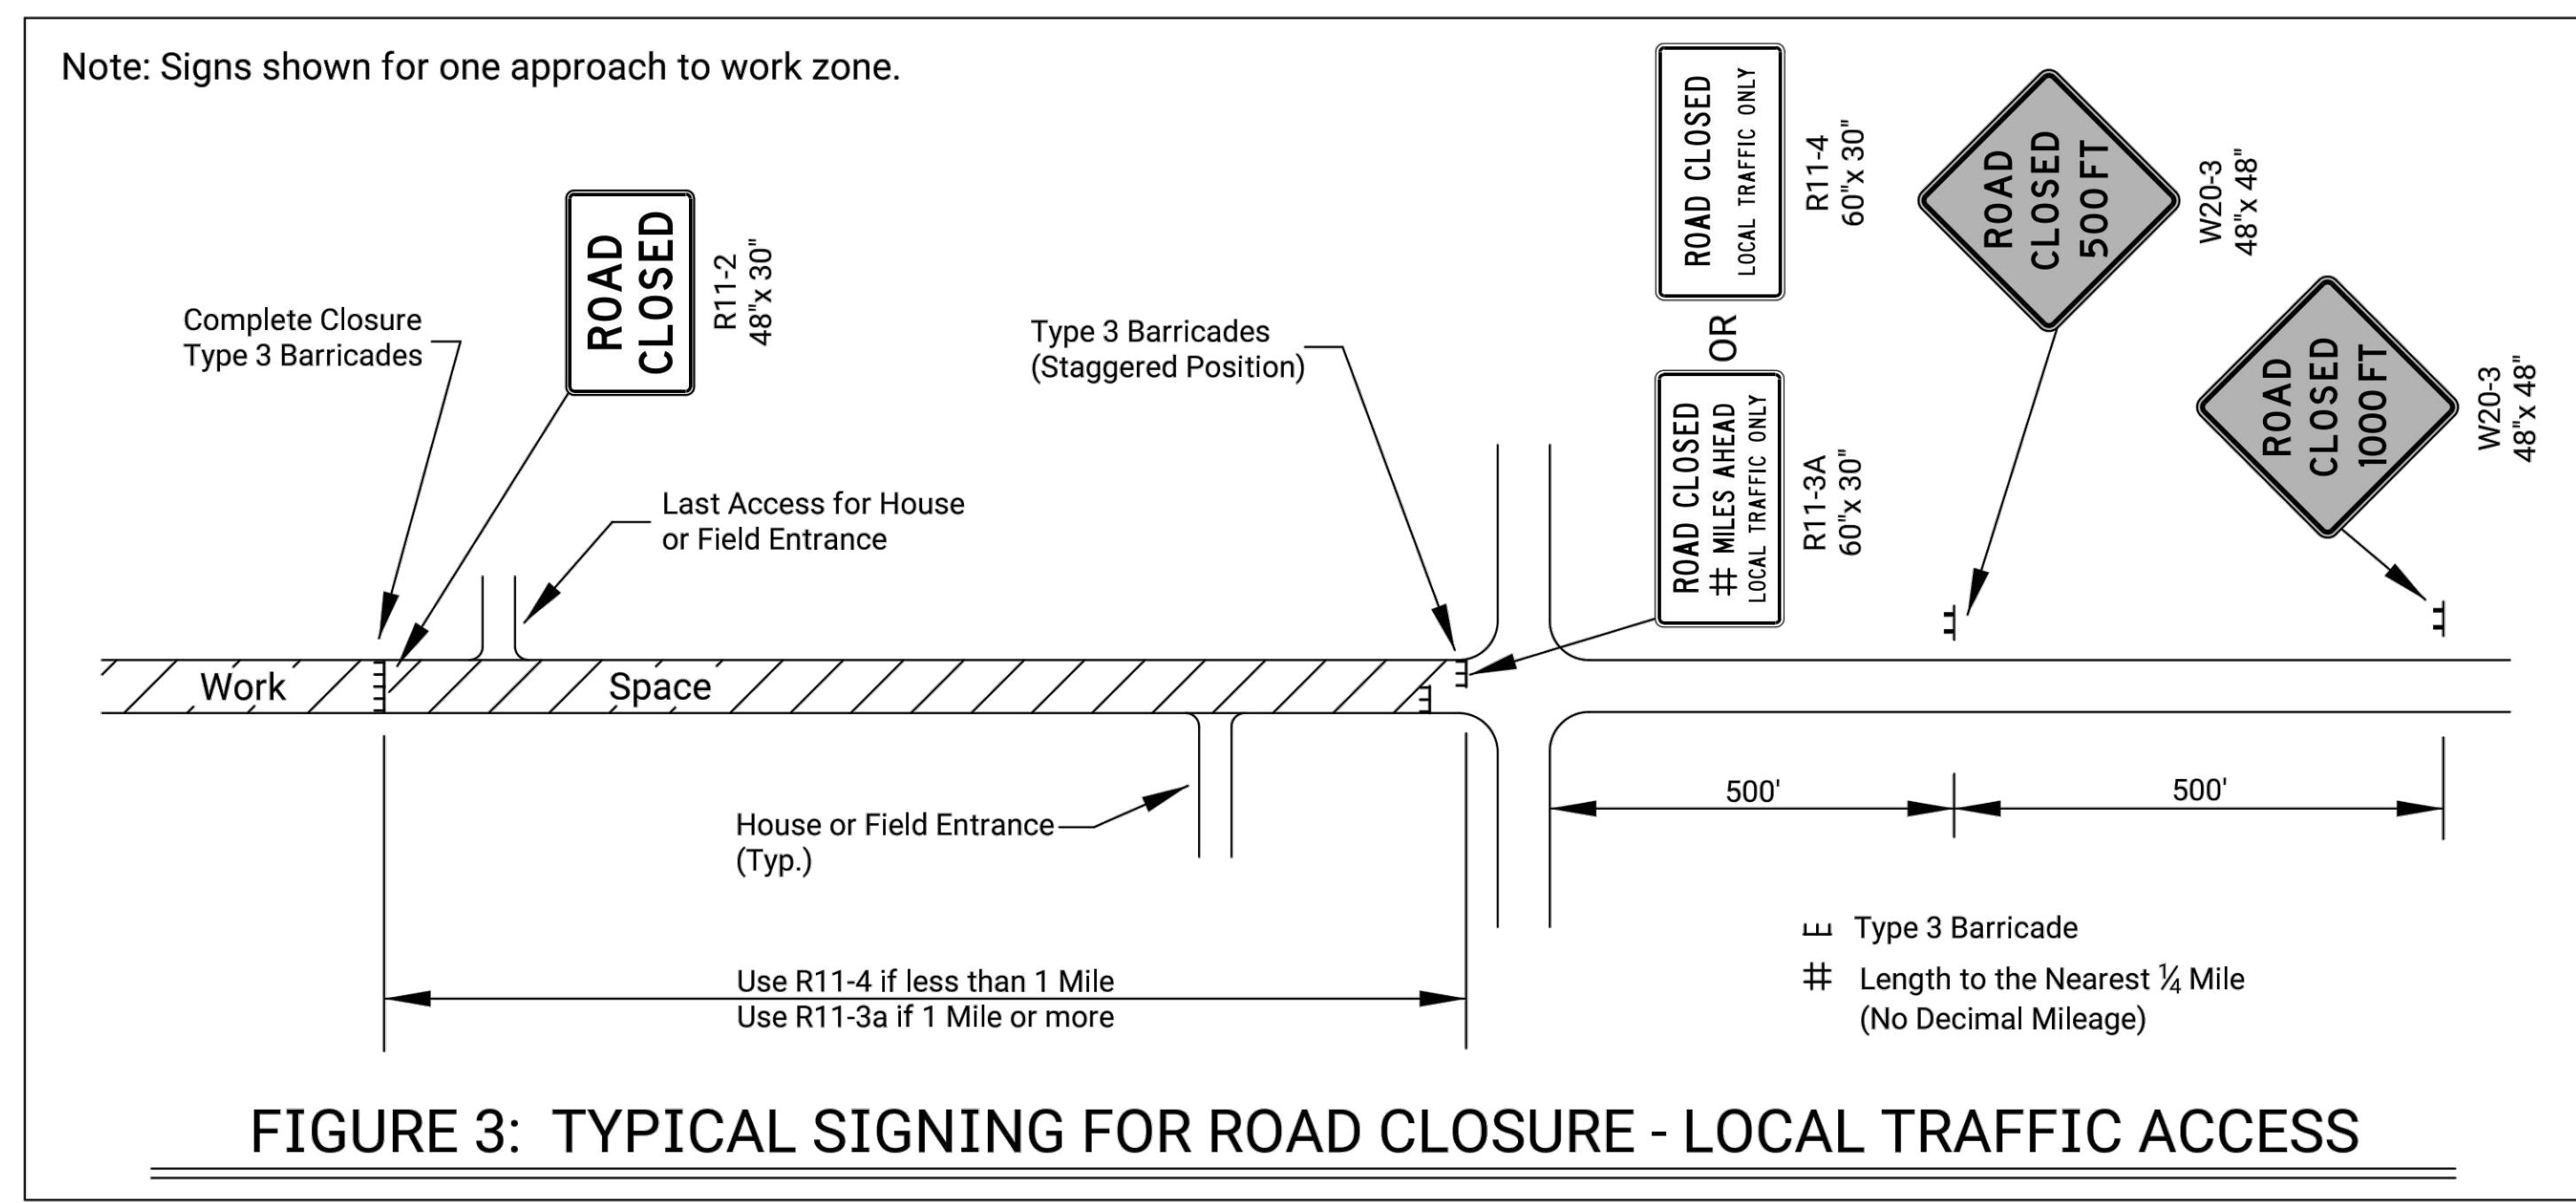 Note: Signs shown for one approach to work zone.
Complete Closure
Type 3 Barricades
ROAD
CLOSED
R11-2
48"x 30"
Last Access for House
or Field Entrance
Type 3 Barricades
(Staggered Position)
ROAD CLOSED
LOCAL TRAFFIC ONLY
R11-4
60"x 30"
OR
ROAD CLOSED
# MILES AHEAD
LOCAL TRAFFIC ONLY
R11-3A
60"x 30"
ROAD
CLOSED
500 FT
W20-3
48"x 48"
ROAD
CLOSED
1000 FT
W20-3
48"x 48"
Work
Space
House or Field Entrance
(Typ.)
500'
500'
Use R11-4 if less than 1 Mile
Use R11-3a if 1 Mile or more
Type 3 Barricade
# Length to the Nearest ¼ Mile
(No Decimal Mileage)
FIGURE 3: TYPICAL SIGNING FOR ROAD CLOSURE - LOCAL TRAFFIC ACCESS